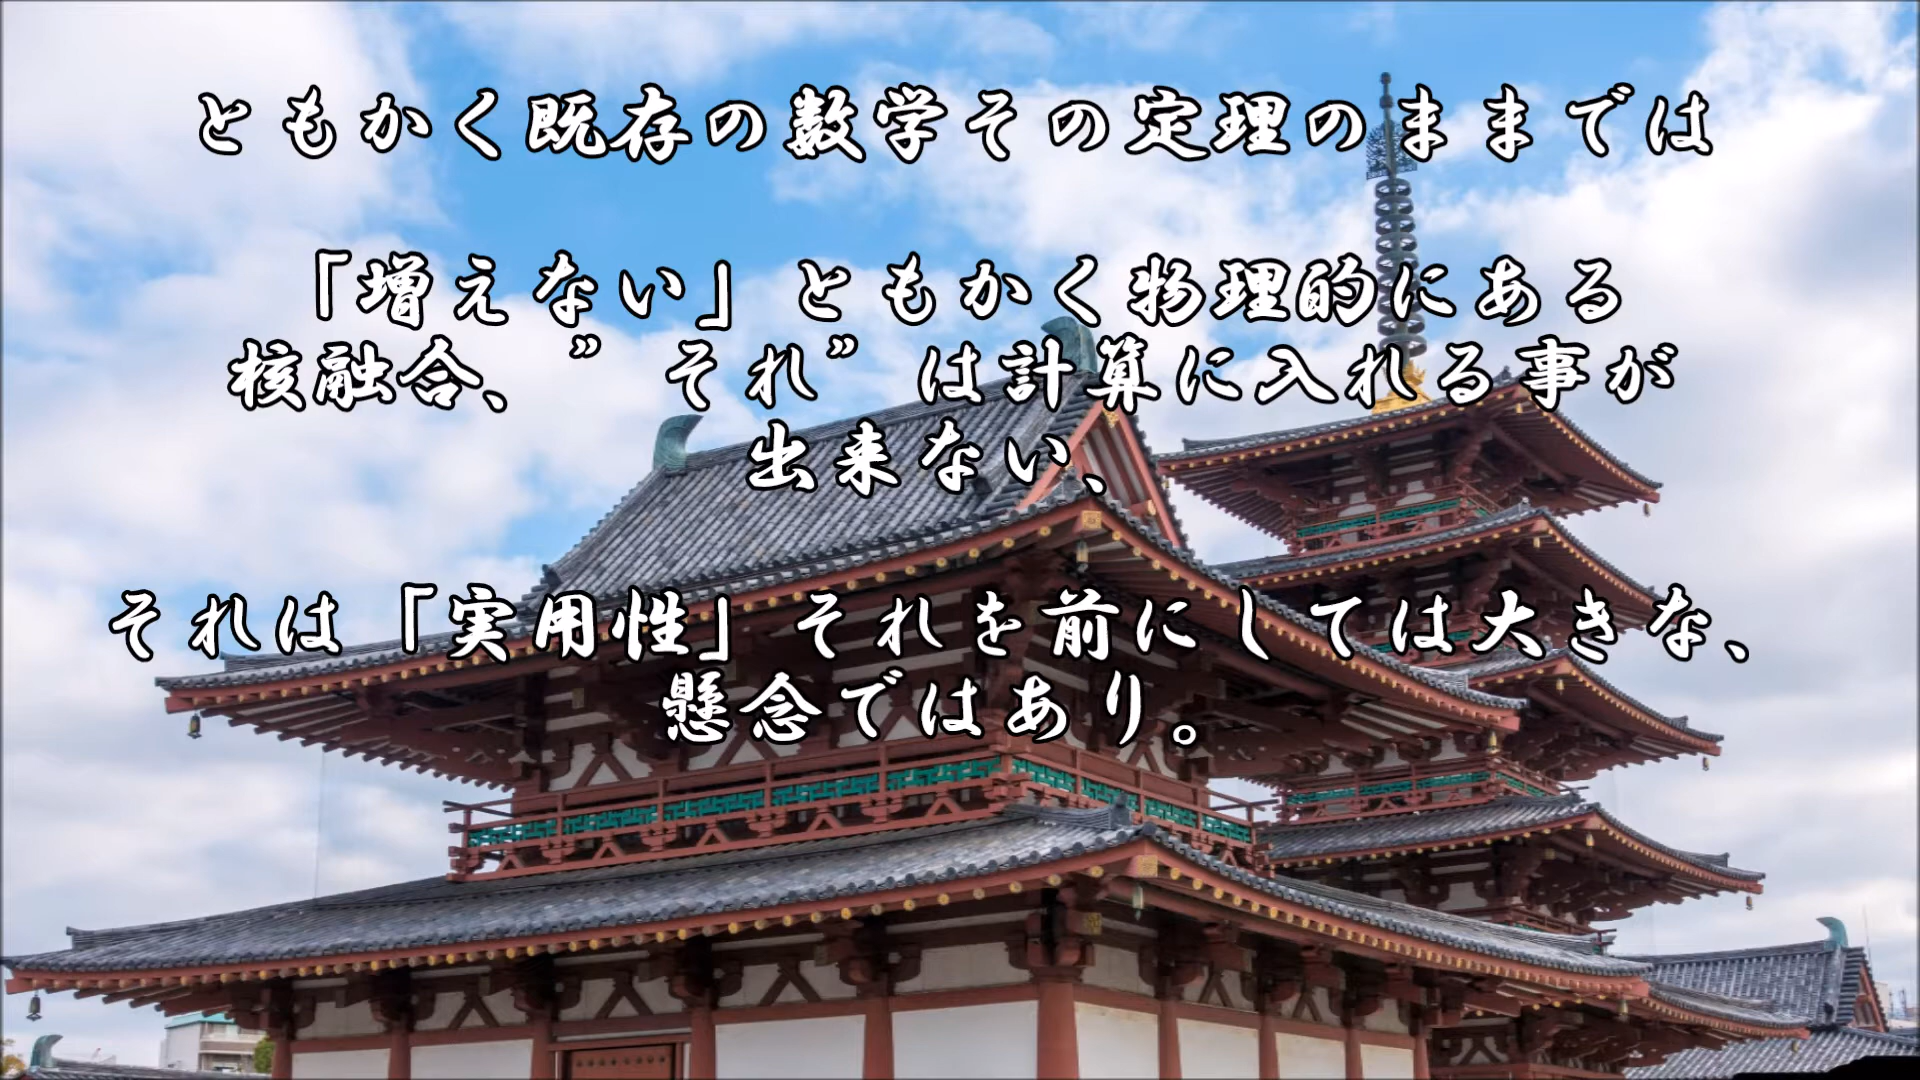 ともかく既存の数学その定理のままでは
「増えない」ともかく物理的にある
核融合、”それ”は計算に入れる事が
出来ない、
それは「実用性」それを前にしては大きな、
懸念ではあり。